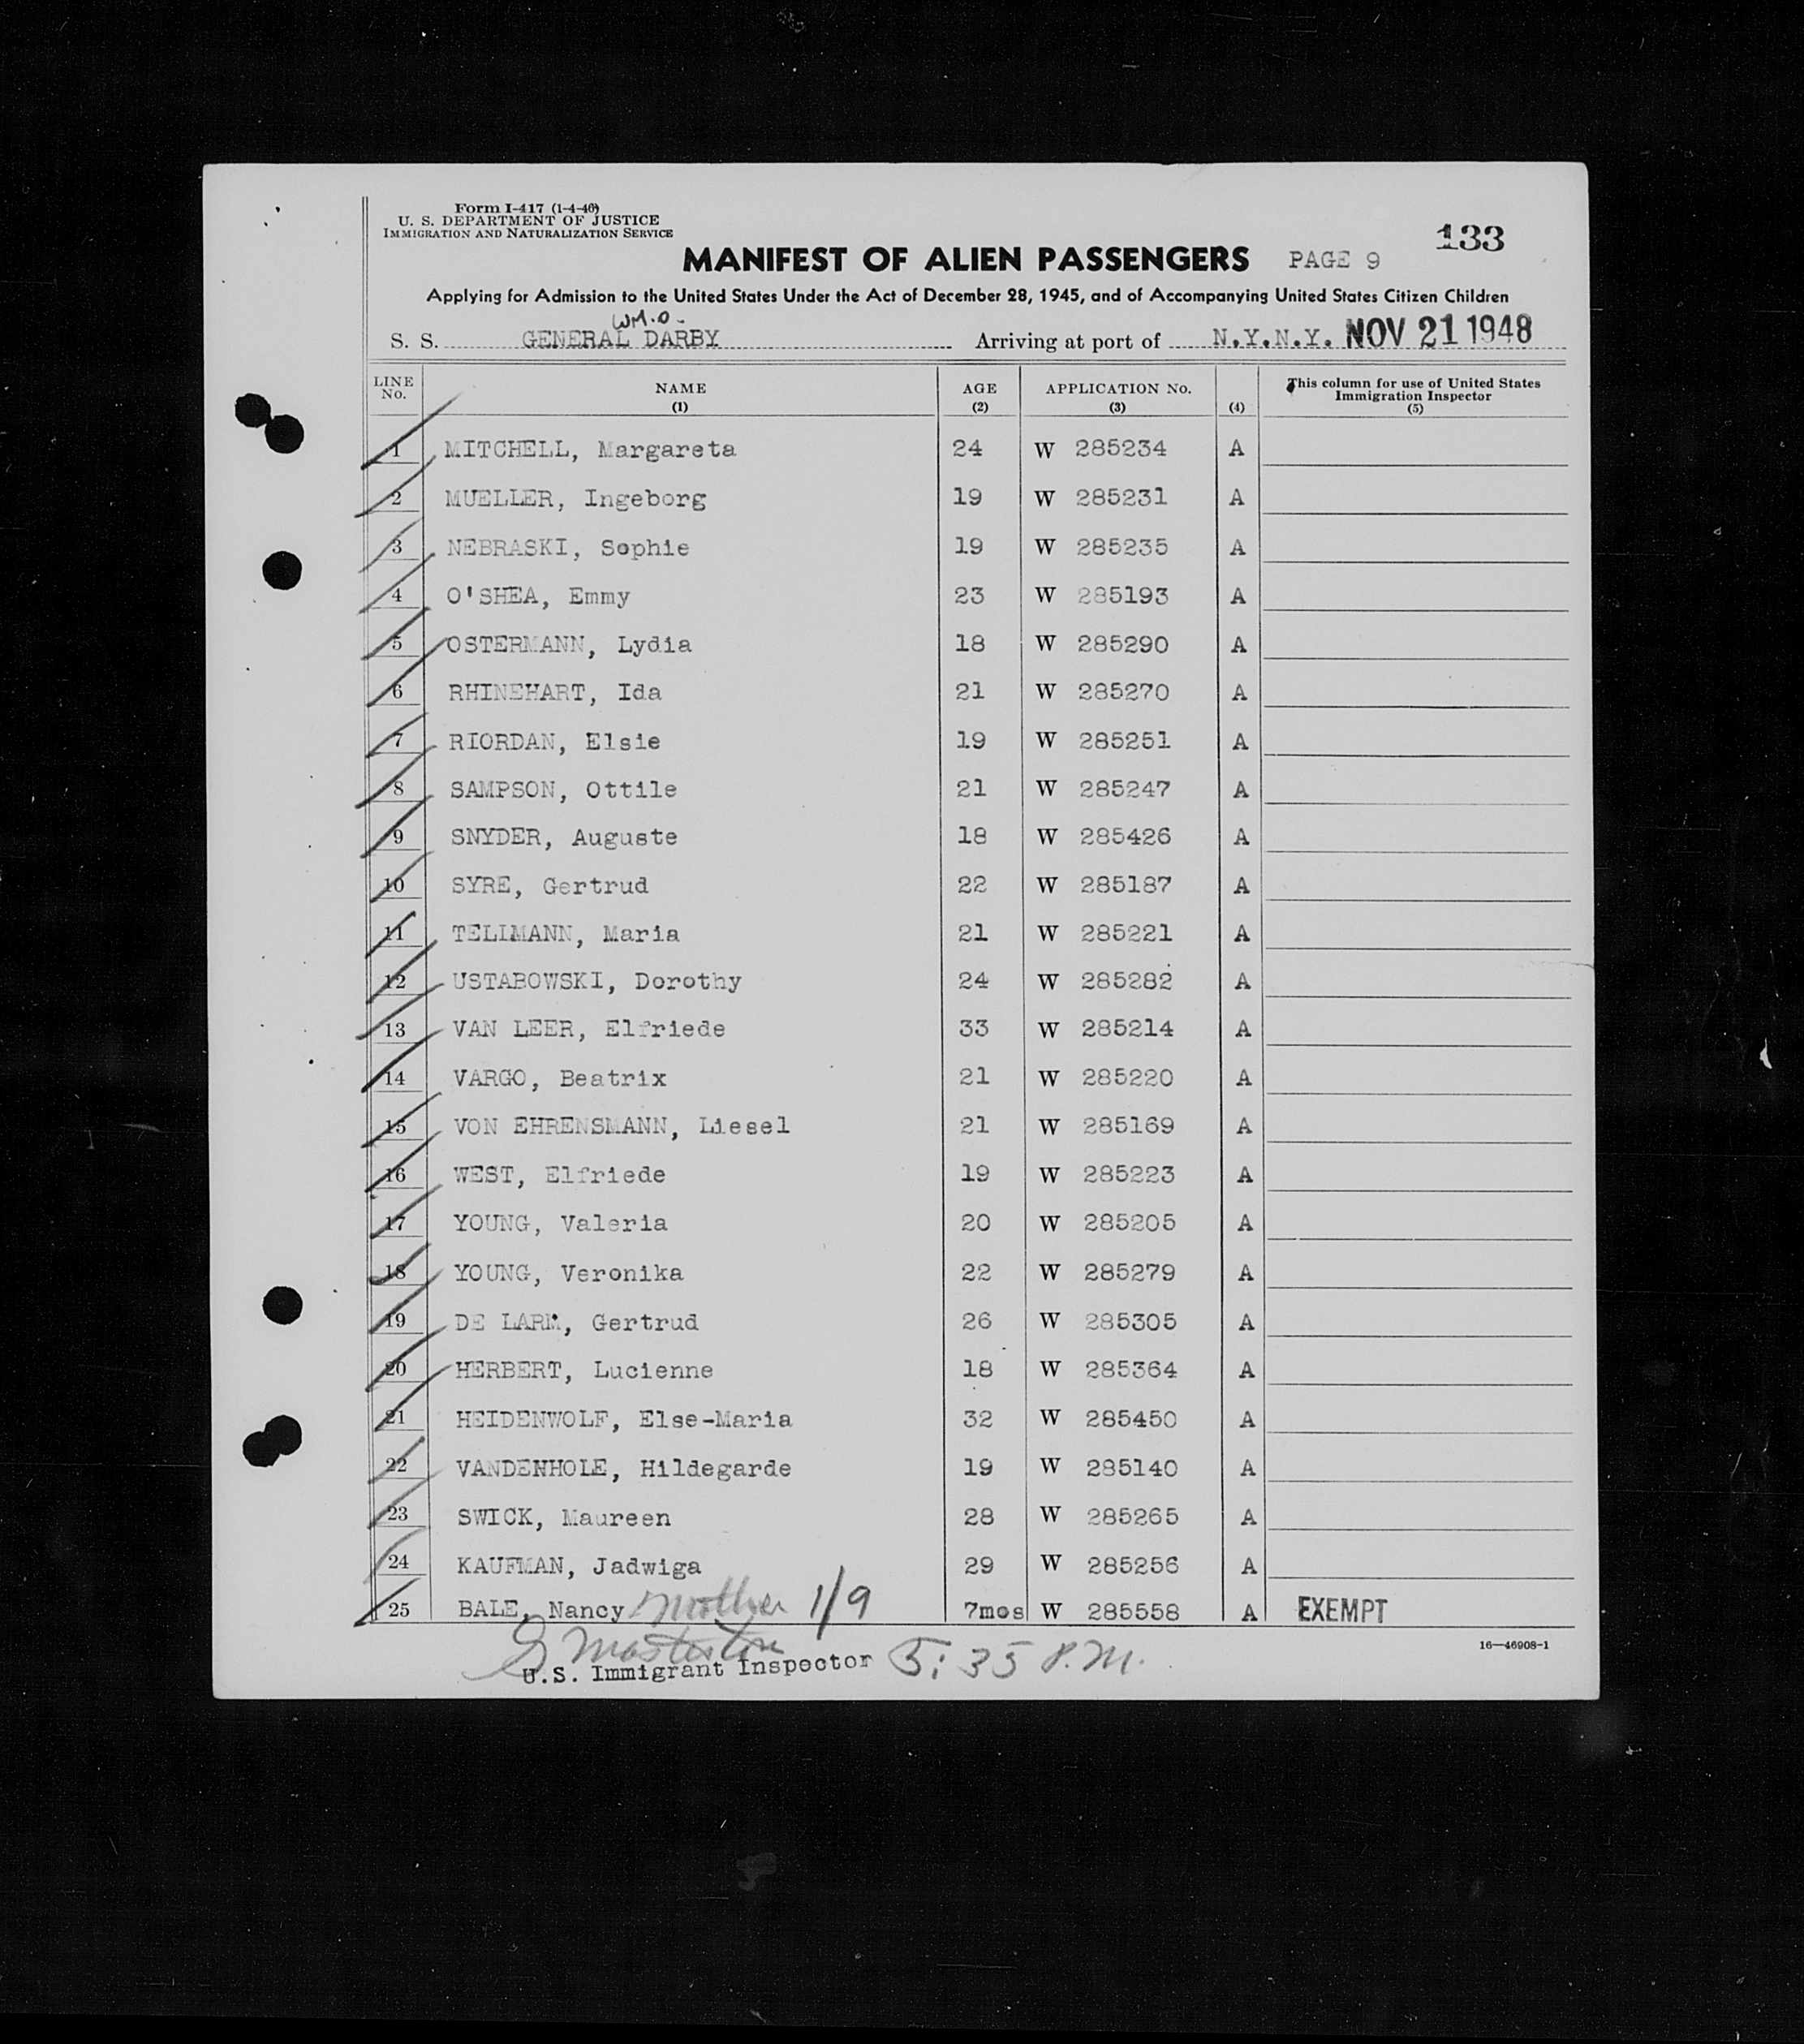 Form I-417 (1-4-46)
U. S. DEPARTMENT OF JUSTICE
IMMIGRATION AND NATURALIZATION SERVICE
133
MANIFEST OF ALIEN PASSENGERS PAGE 9
Applying for Admission to the United States Under the Act of December 28, 1945, and of Accompanying United States Citizen Children
WM.O.
S. S. GENERAL DARBY Arriving at port of N.Y.N.Y. NOV 21 1948
LINE No. NAME (1) AGE (2) APPLICATION No. (3) (4) This column for use of United States Immigration Inspector (5)
1 MITCHELL, Margareta 24 W 285234 A
2 MUELLER, Ingeborg 19 W 285231 A
3 NEBRASKI, Sophie 19 W 285235 A
4 O'SHEA, Emmy 23 W 285193 A
5 OSTERMANN, Lydia 18 W 285290 A
6 RHINEHART, Ida 21 W 285270 A
7 RIORDAN, Elsie 19 W 285251 A
8 SAMPSON, Ottile 21 W 285247 A
9 SNYDER, Auguste 18 W 285426 A
10 SYRE, Gertrud 22 W 285187 A
11 TELIMANN, Maria 21 W 285221 A
12 USTABOWSKI, Dorothy 24 W 285282 A
13 VAN LEER, Elfriede 33 W 285214 A
14 VARGO, Beatrix 21 W 285220 A
15 VON EHRENSMANN, Liesel 21 W 285169 A
16 WEST, Elfriede 19 W 285223 A
17 YOUNG, Valeria 20 W 285205 A
18 YOUNG, Veronika 22 W 285279 A
19 DE LARM, Gertrud 26 W 285305 A
20 HERBERT, Lucienne 18 W 285364 A
21 HEIDENWOLF, Else-Maria 32 W 285450 A
22 VANDENHOLE, Hildegarde 19 W 285140 A
23 SWICK, Maureen 28 W 285265 A
24 KAUFMAN, Jadwiga 29 W 285256 A
25 BALE, Nancy mother 1/9 7mos W 285558 A EXEMPT
16—46908-1
U.S. Immigrant Inspector 5:35 P.M.